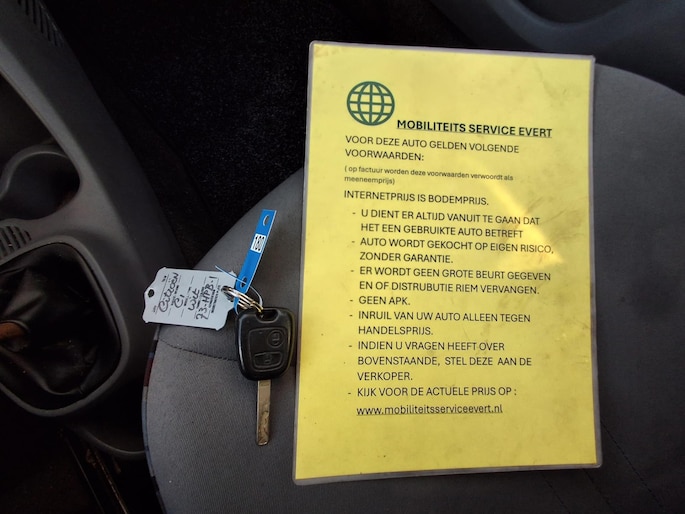 MOBILITEITS SERVICE EVERT
VOOR DEZE AUTO GELDEN VOLGENDE
VOORWAARDEN:
( op factuur worden deze voorwaarden verwoordt als
meeneemprijs)
INTERNETPRIJS IS BODEMPRIJS.
- U DIENT ER ALTIJD VANUIT TE GAAN DAT
HET EEN GEBRUIKTE AUTO BETREFT
- AUTO WORDT GEKOCHT OP EIGEN RISICO,
ZONDER GARANTIE.
- ER WORDT GEEN GROTE BEURT GEGEVEN
EN OF DISTRUBUTIE RIEM VERVANGEN.
- GEEN APK.
- INRUIL VAN UW AUTO ALLEEN TEGEN
HANDELSPRIJS.
- INDIEN U VRAGEN HEEFT OVER
BOVENSTAANDE, STEL DEZE AAN DE
VERKOPER.
- KIJK VOOR DE ACTUELE PRIJS OP :
www.mobiliteitsserviceevert.nl
130
Citroen
C1